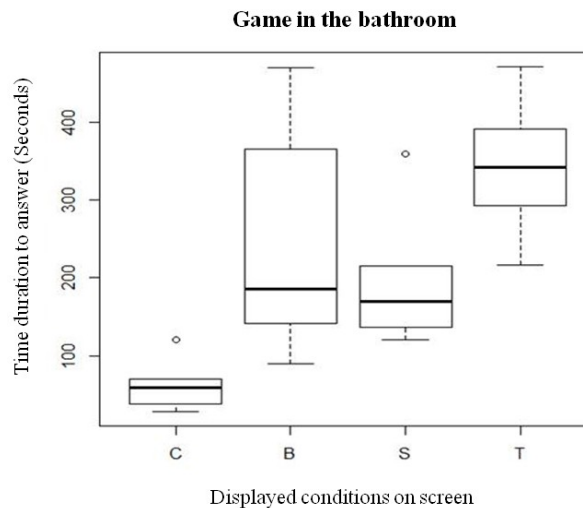 Game in the bathroom
Time duration to answer (Seconds)
400
300
200
100
C B S T
Displayed conditions on screen